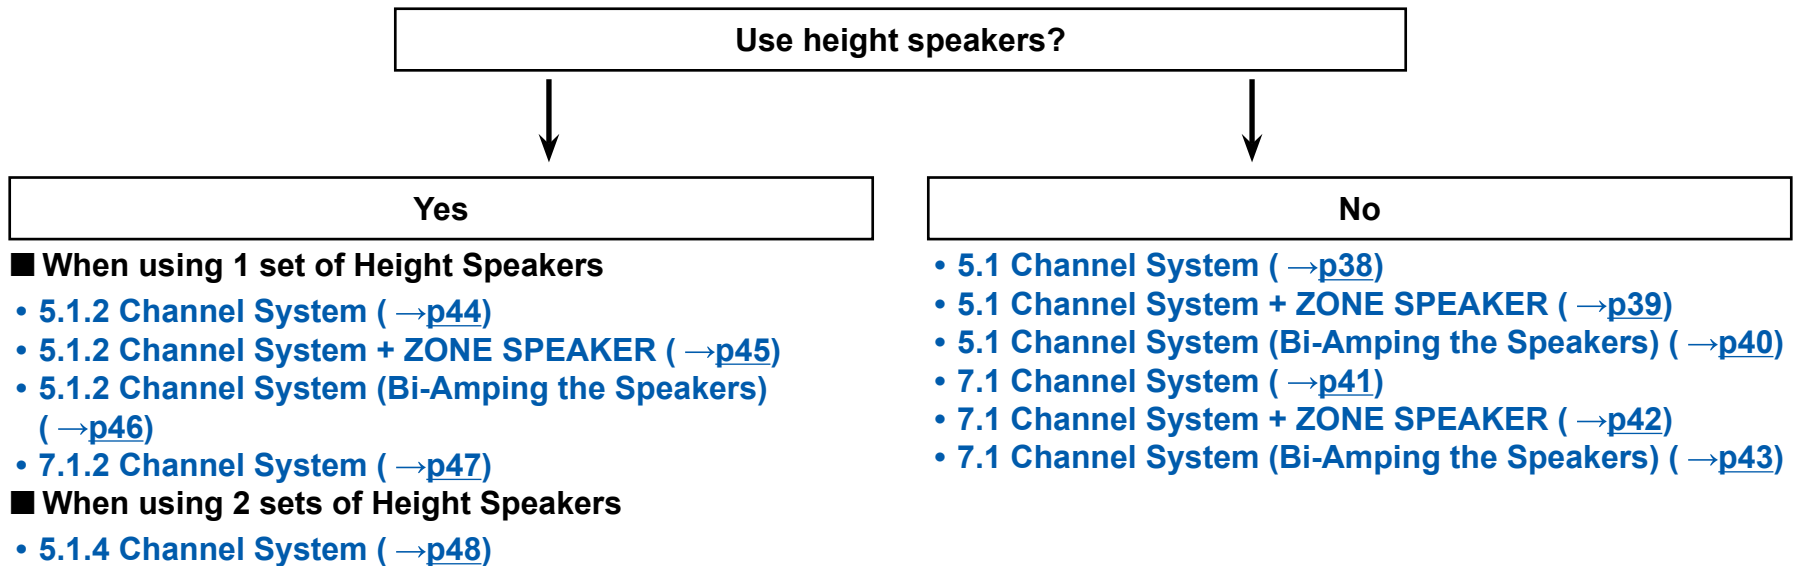 Use height speakers?
Yes
■ When using 1 set of Height Speakers
• 5.1.2 Channel System ( →p44)
• 5.1.2 Channel System + ZONE SPEAKER ( →p45)
• 5.1.2 Channel System (Bi-Amping the Speakers)
( →p46)
• 7.1.2 Channel System ( →p47)
■ When using 2 sets of Height Speakers
• 5.1.4 Channel System ( →p48)
No
• 5.1 Channel System ( →p38)
• 5.1 Channel System + ZONE SPEAKER ( →p39)
• 5.1 Channel System (Bi-Amping the Speakers) ( →p40)
• 7.1 Channel System ( →p41)
• 7.1 Channel System + ZONE SPEAKER ( →p42)
• 7.1 Channel System (Bi-Amping the Speakers) ( →p43)